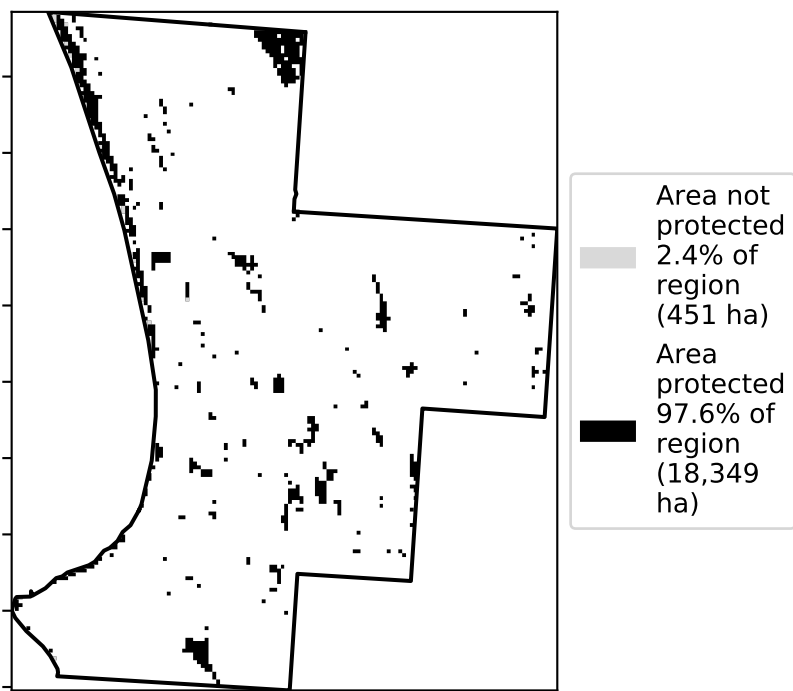 Area not
protected
2.4% of
region
(451 ha)
Area
protected
97.6% of
region
(18,349
ha)